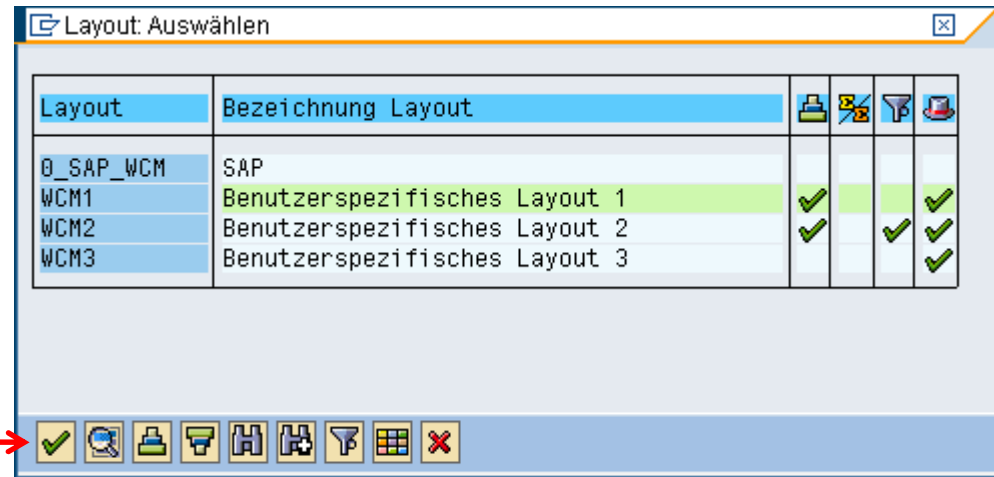 Layout: Auswählen
Layout Bezeichnung Layout
0_SAP_WCM SAP
WCM1 Benutzerspezifisches Layout 1
WCM2 Benutzerspezifisches Layout 2
WCM3 Benutzerspezifisches Layout 3